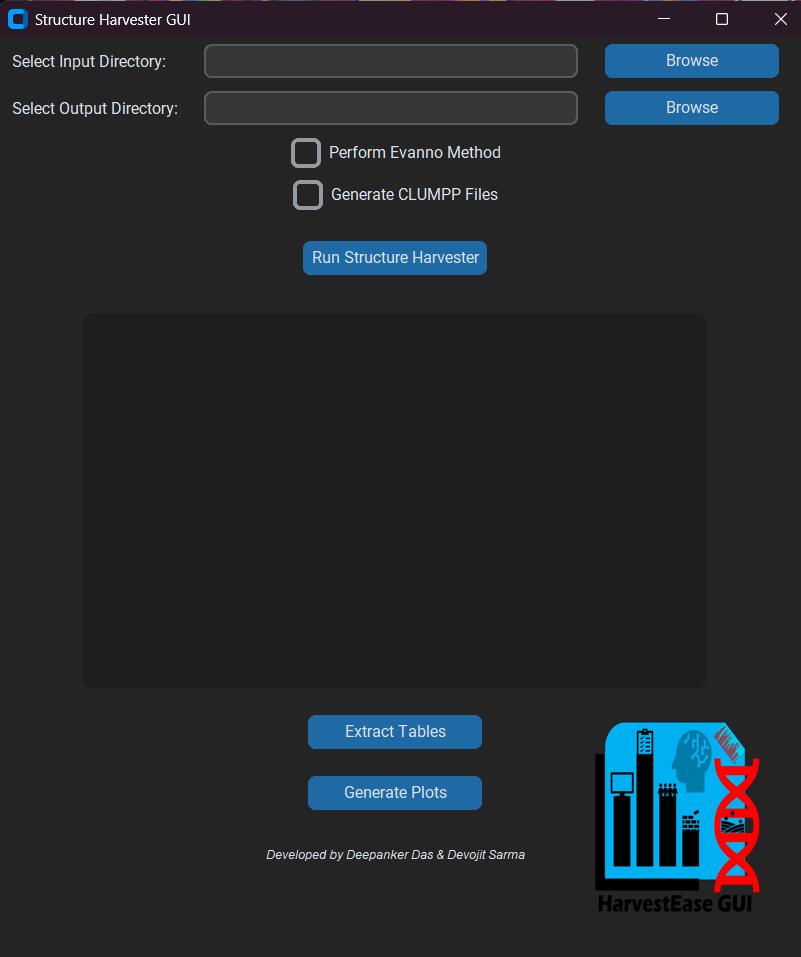 Structure Harvester GUI
Select Input Directory:
Browse
Select Output Directory:
Browse
Perform Evanno Method
Generate CLUMPP Files
Run Structure Harvester
Extract Tables
Generate Plots
Developed by Deepanker Das & Devojit Sarma
HarvestEase GUI